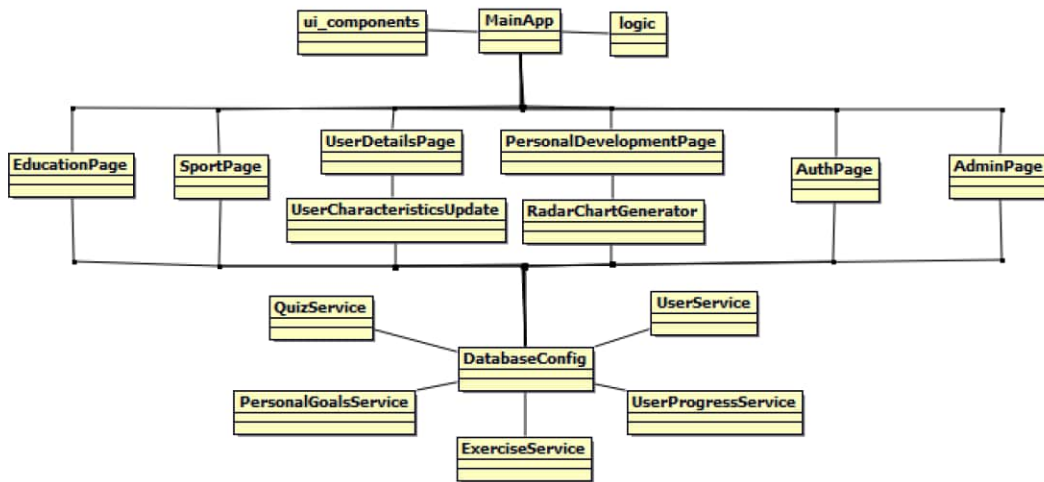 ui_components
MainApp
logic
UserDetailsPage
PersonalDevelopmentPage
EducationPage
SportPage
AuthPage
AdminPage
UserCharacteristicsUpdate
RadarChartGenerator
QuizService
UserService
DatabaseConfig
PersonalGoalsService
UserProgressService
ExerciseService